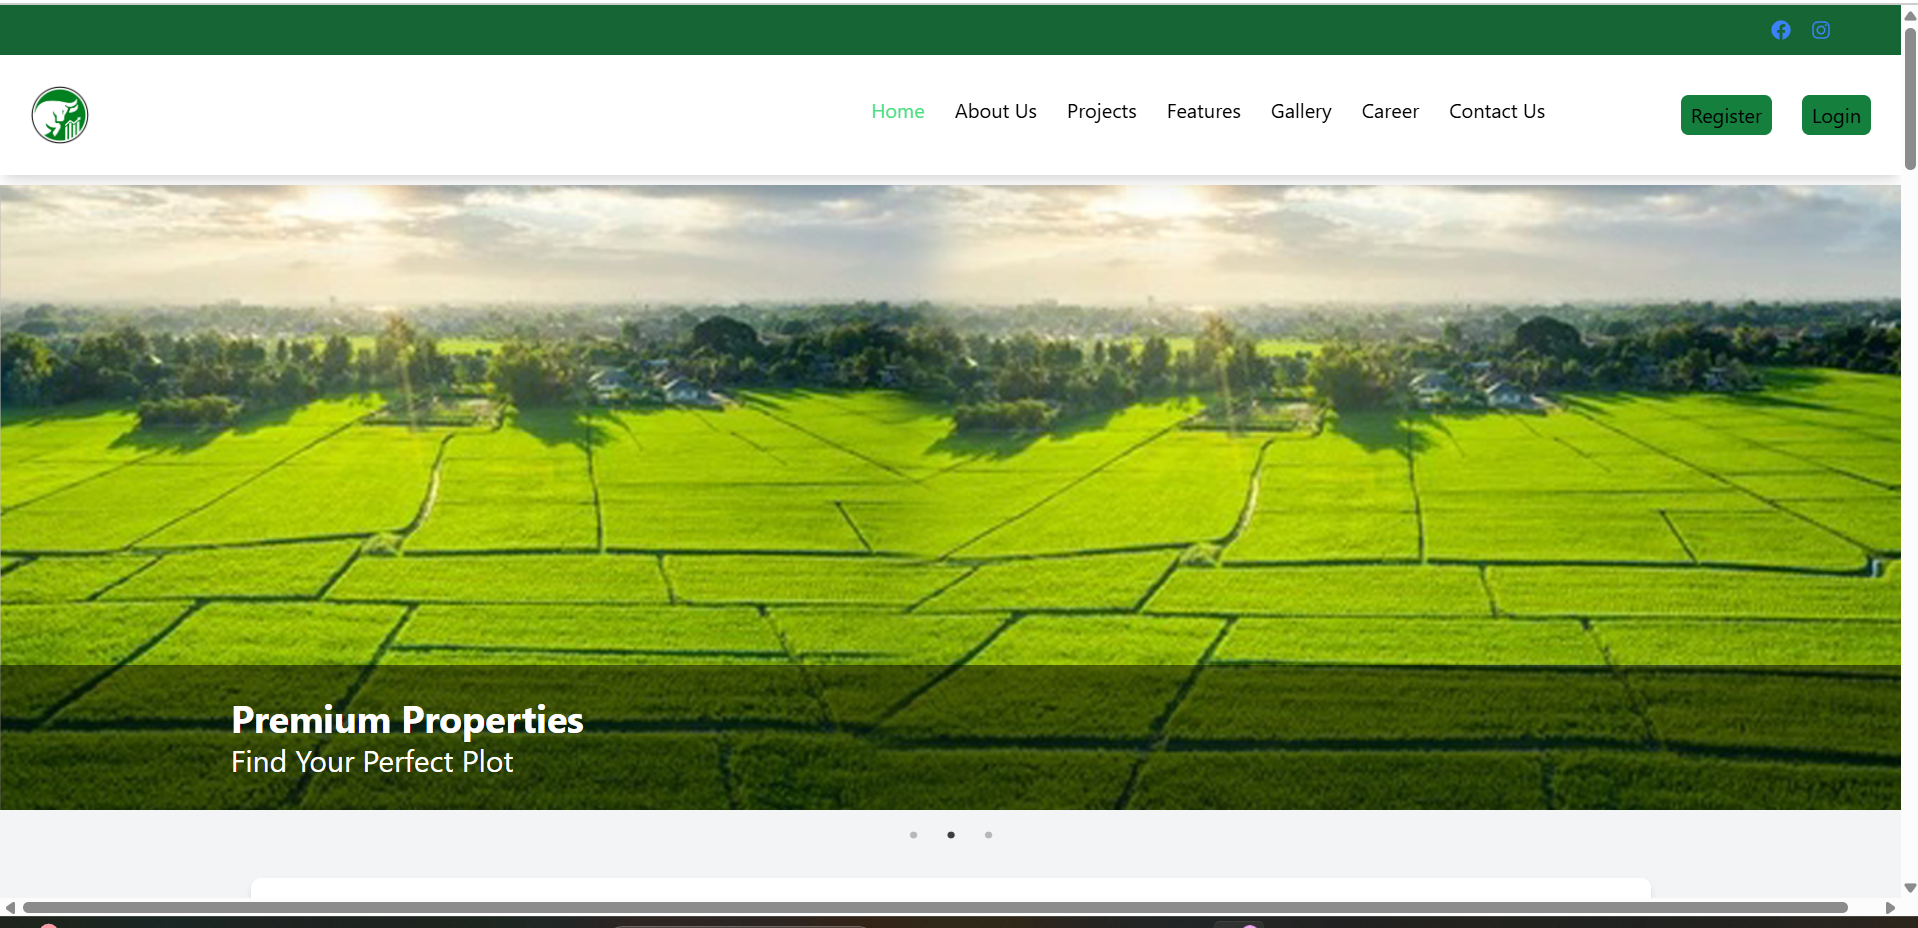 Home About Us Projects Features Gallery Career Contact Us Register Login
Premium Properties
Find Your Perfect Plot